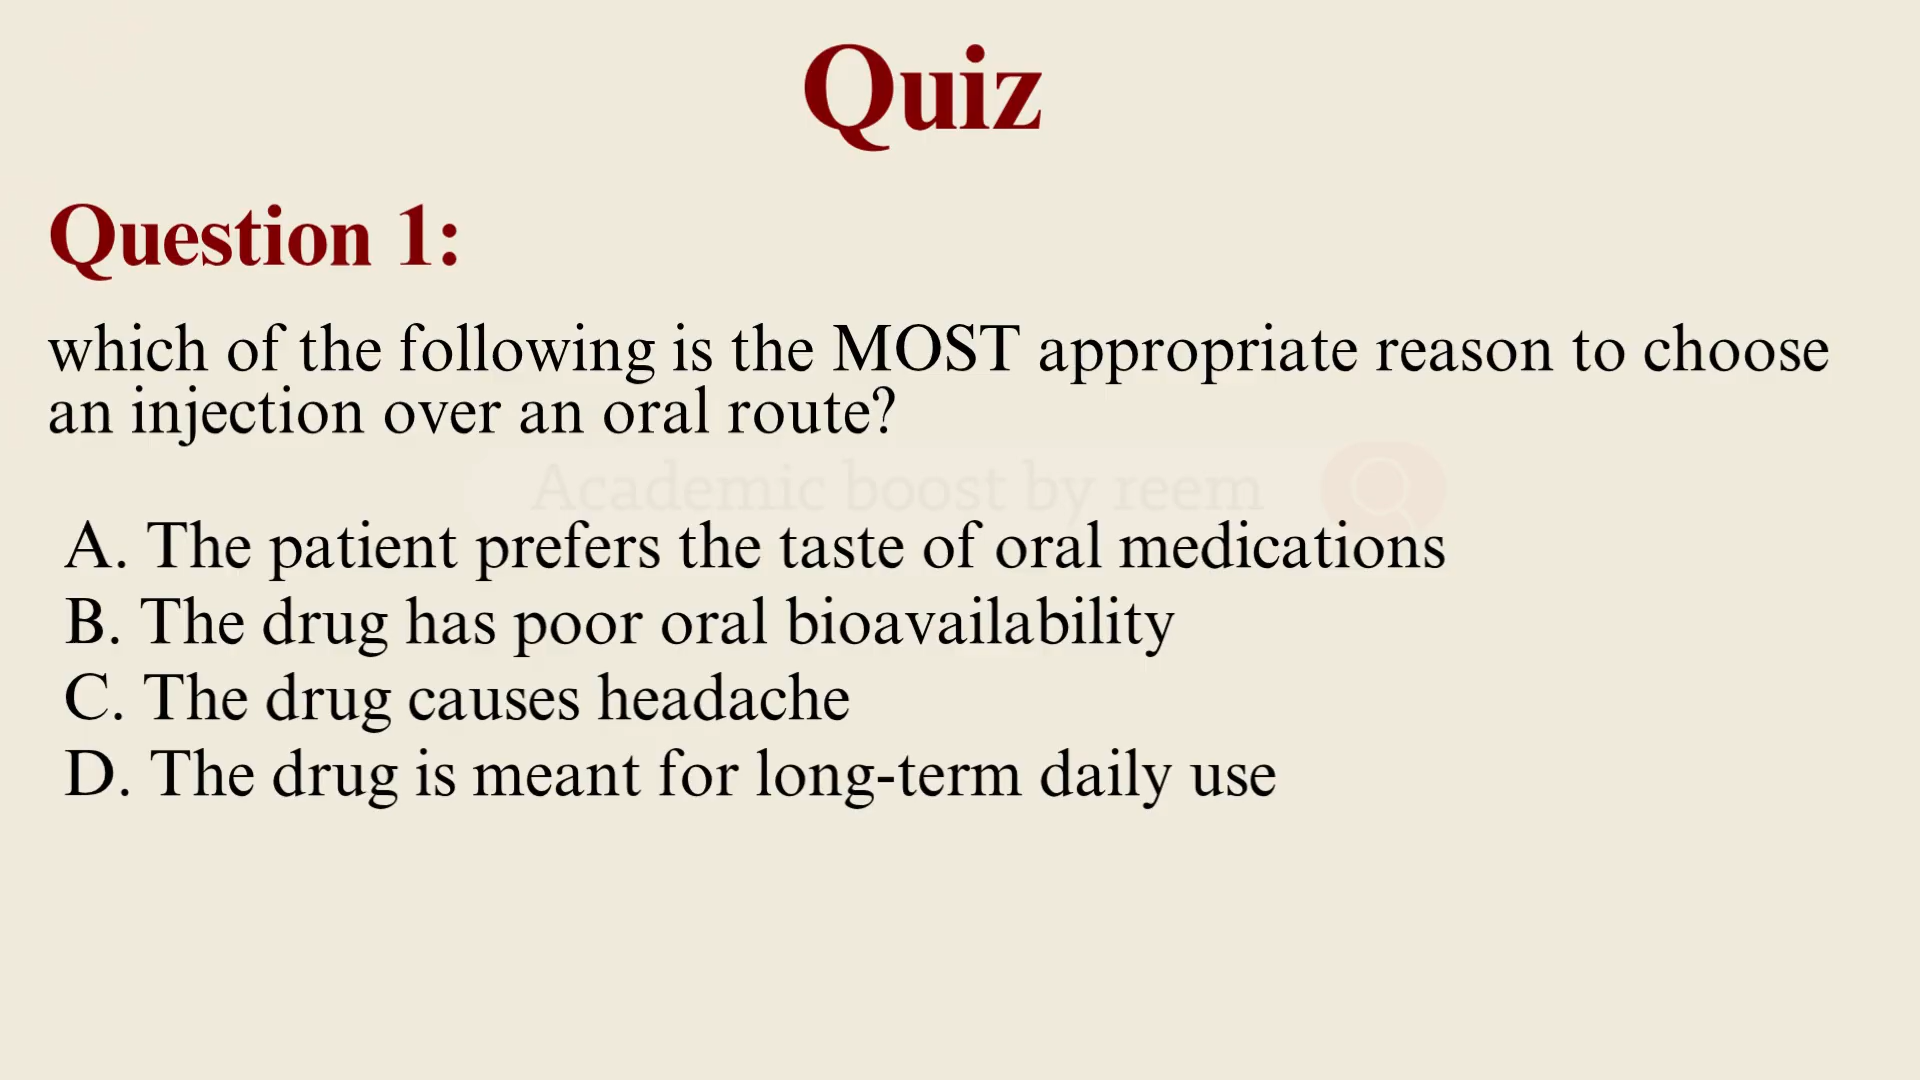 Quiz
Question 1:
which of the following is the MOST appropriate reason to choose
an injection over an oral route?
Academic boost by reem
A. The patient prefers the taste of oral medications
B. The drug has poor oral bioavailability
C. The drug causes headache
D. The drug is meant for long-term daily use